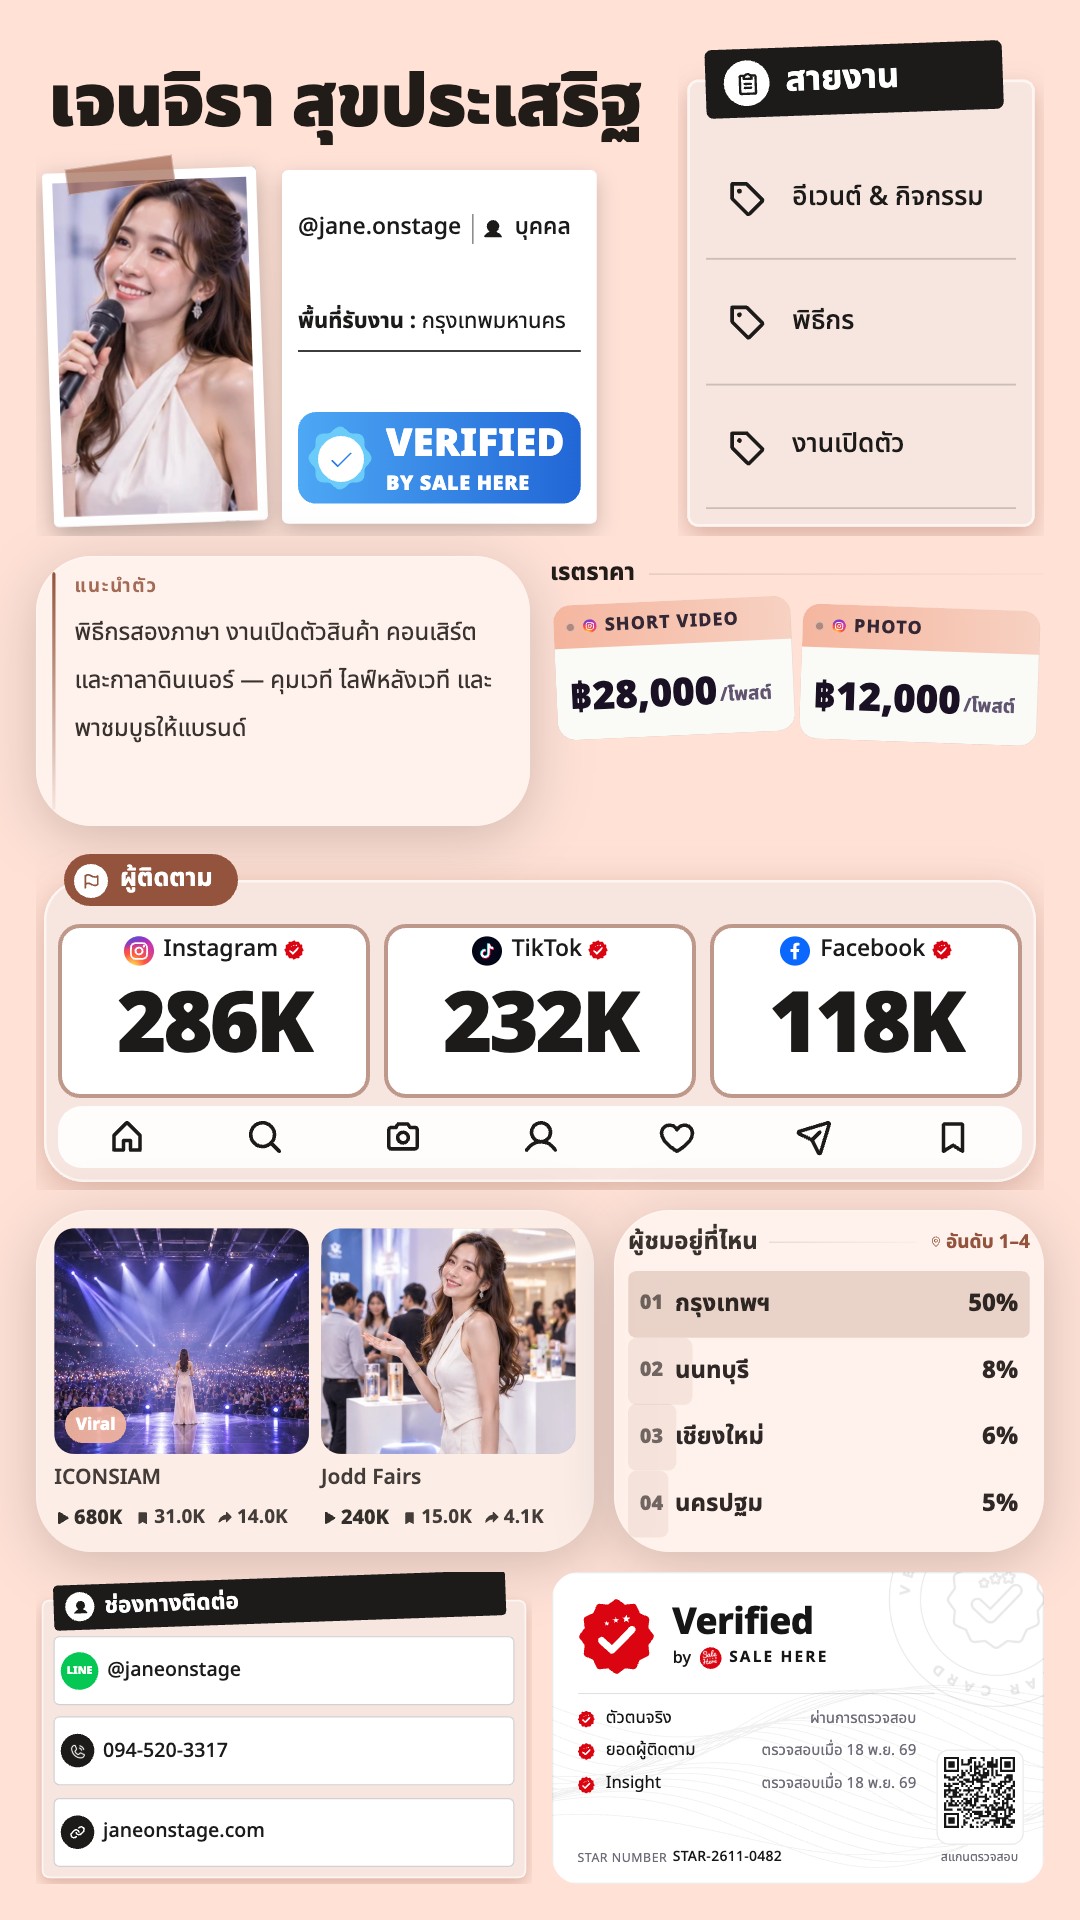 เจนจิรา สุขประเสริฐ
สายงาน
อีเวนต์ & กิจกรรม
พิธีกร
งานเปิดตัว
@jane.onstage
บุคคล
พื้นที่รับงาน : กรุงเทพมหานคร
VERIFIED
BY SALE HERE
แนะนำตัว
พิธีกรสองภาษา งานเปิดตัวสินค้า คอนเสิร์ต
และกาลาดินเนอร์ — คุมเวที ไลฟ์หลังเวที และ
พาชมบูธให้แบรนด์
เรตราคา
SHORT VIDEO
฿28,000 /โพสต์
PHOTO
฿12,000 /โพสต์
ผู้ติดตาม
Instagram
286K
TikTok
232K
Facebook
118K
Viral
ICONSIAM
680K 31.0K 14.0K
Jodd Fairs
240K 15.0K 4.1K
ผู้ชมอยู่ที่ไหน
อันดับ 1–4
01 กรุงเทพฯ 50%
02 นนทบุรี 8%
03 เชียงใหม่ 6%
04 นครปฐม 5%
ช่องทางติดต่อ
LINE @janeonstage
094-520-3317
janeonstage.com
Verified
by SALE HERE
ตัวตนจริง ผ่านการตรวจสอบ
ยอดผู้ติดตาม ตรวจสอบเมื่อ 18 พ.ย. 69
Insight ตรวจสอบเมื่อ 18 พ.ย. 69
STAR NUMBER STAR-2611-0482
สแกนตรวจสอบ